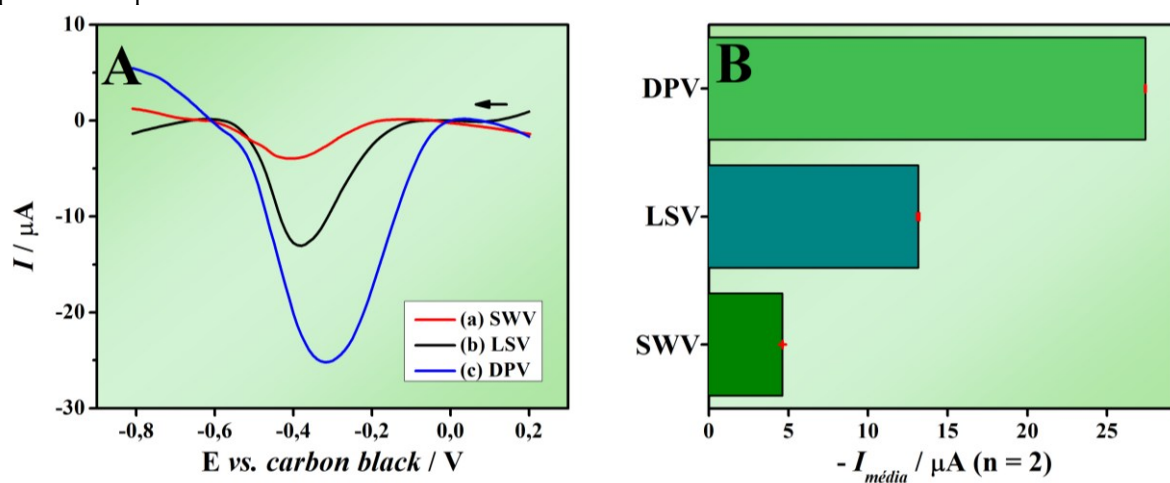 A
10
0
-10
-20
-30
I / μA
(a) SWV
(b) LSV
(c) DPV
-0,8 -0,6 -0,4 -0,2 0,0 0,2
E vs. carbon black / V
B
DPV
LSV
SWV
0 5 10 15 20 25
- I média / μA (n = 2)